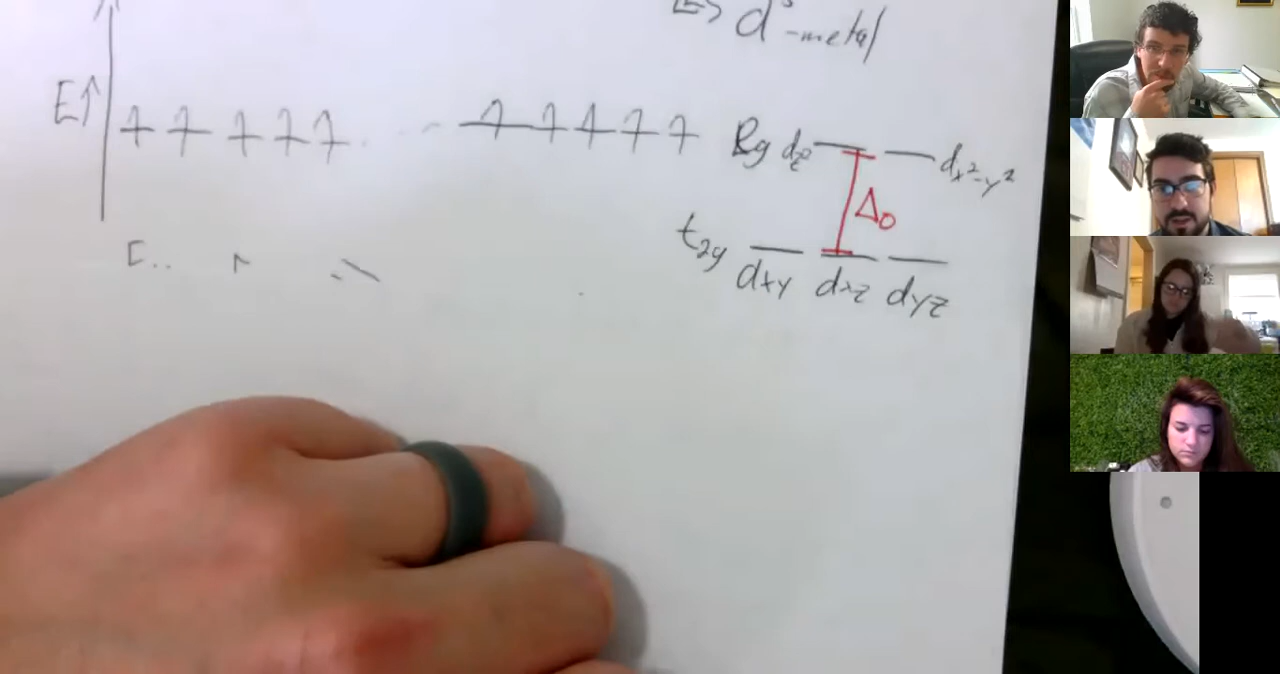 d⁵-metal
E↑
eg dz² dx²-y²
Δo
t2g
dxy dxz dyz